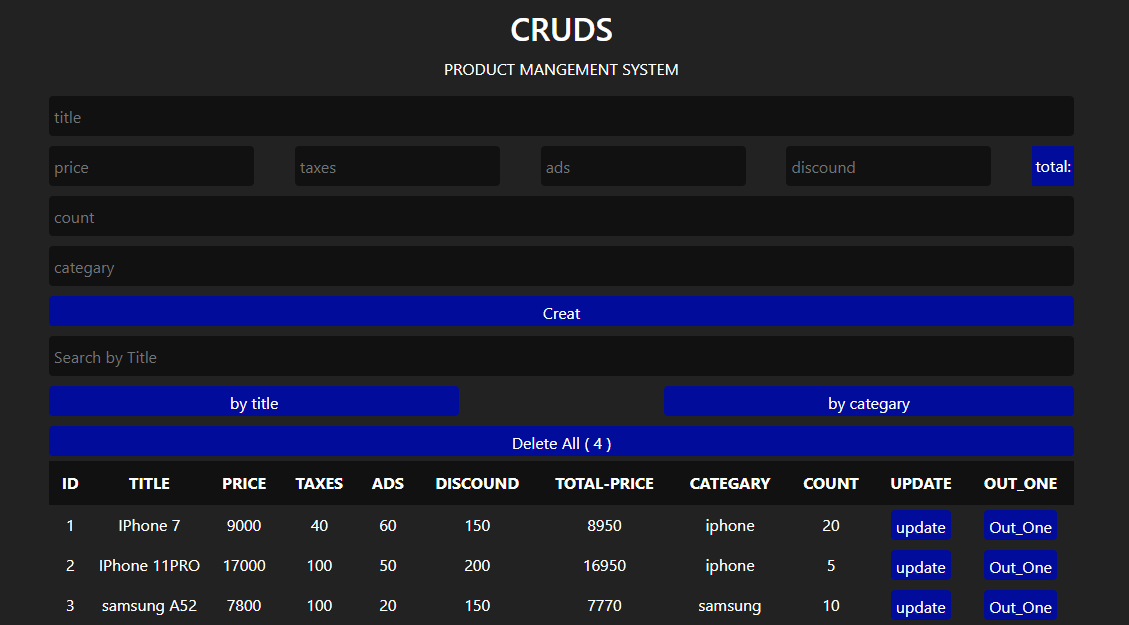 CRUDS
PRODUCT MANGEMENT SYSTEM
title
price taxes ads discound total:
count
categary
Creat
Search by Title
by title by categary
Delete All ( 4 )
ID TITLE PRICE TAXES ADS DISCOUND TOTAL-PRICE CATEGARY COUNT UPDATE OUT_ONE
1 IPhone 7 9000 40 60 150 8950 iphone 20 update Out_One
2 IPhone 11PRO 17000 100 50 200 16950 iphone 5 update Out_One
3 samsung A52 7800 100 20 150 7770 samsung 10 update Out_One